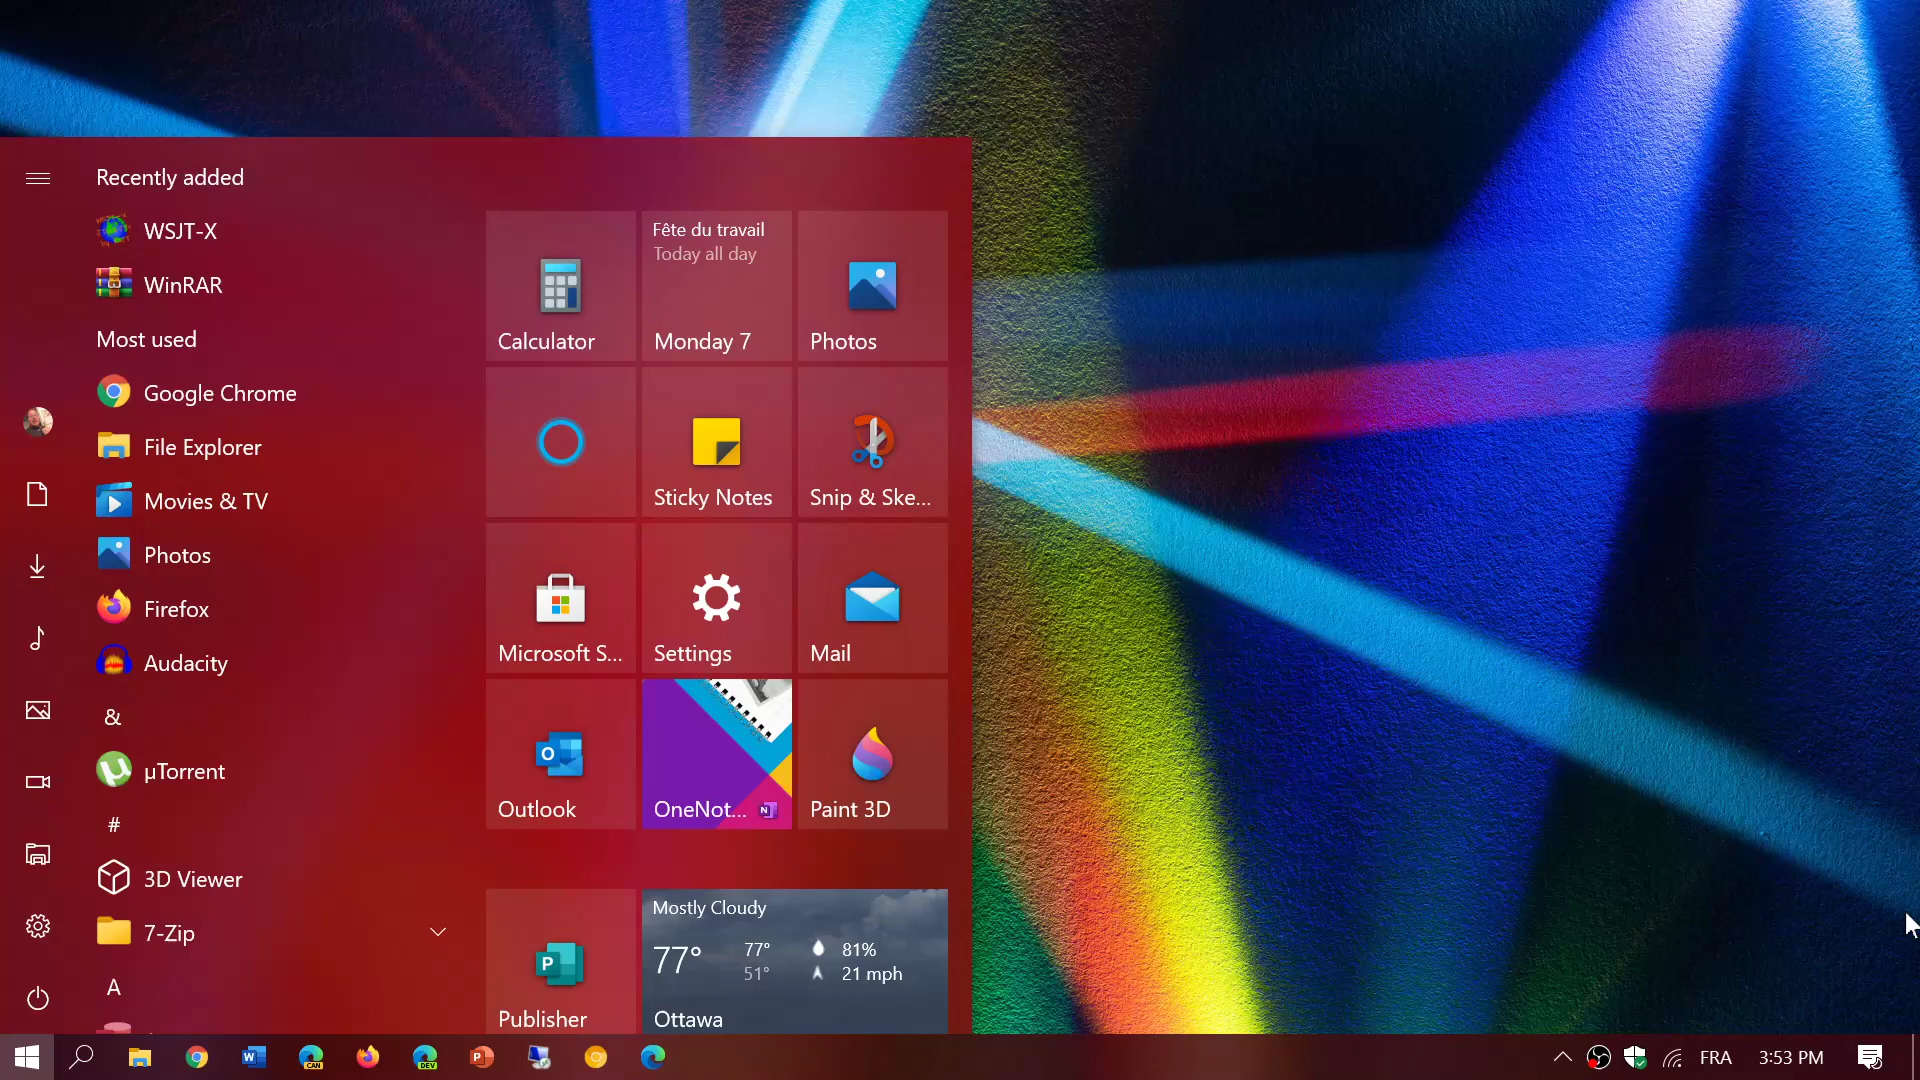 Recently added
WSJT-X
WinRAR
Most used
Google Chrome
File Explorer
Movies & TV
Photos
Firefox
Audacity
&
µTorrent
#
3D Viewer
7-Zip
A
Calculator
Fête du travail
Today all day
Monday 7
Photos
Sticky Notes
Snip & Ske...
Microsoft S...
Settings
Mail
Outlook
OneNot...
Paint 3D
Publisher
Mostly Cloudy
77°
77°
51°
81%
21 mph
Ottawa
CAN
DEV
FRA
3:53 PM